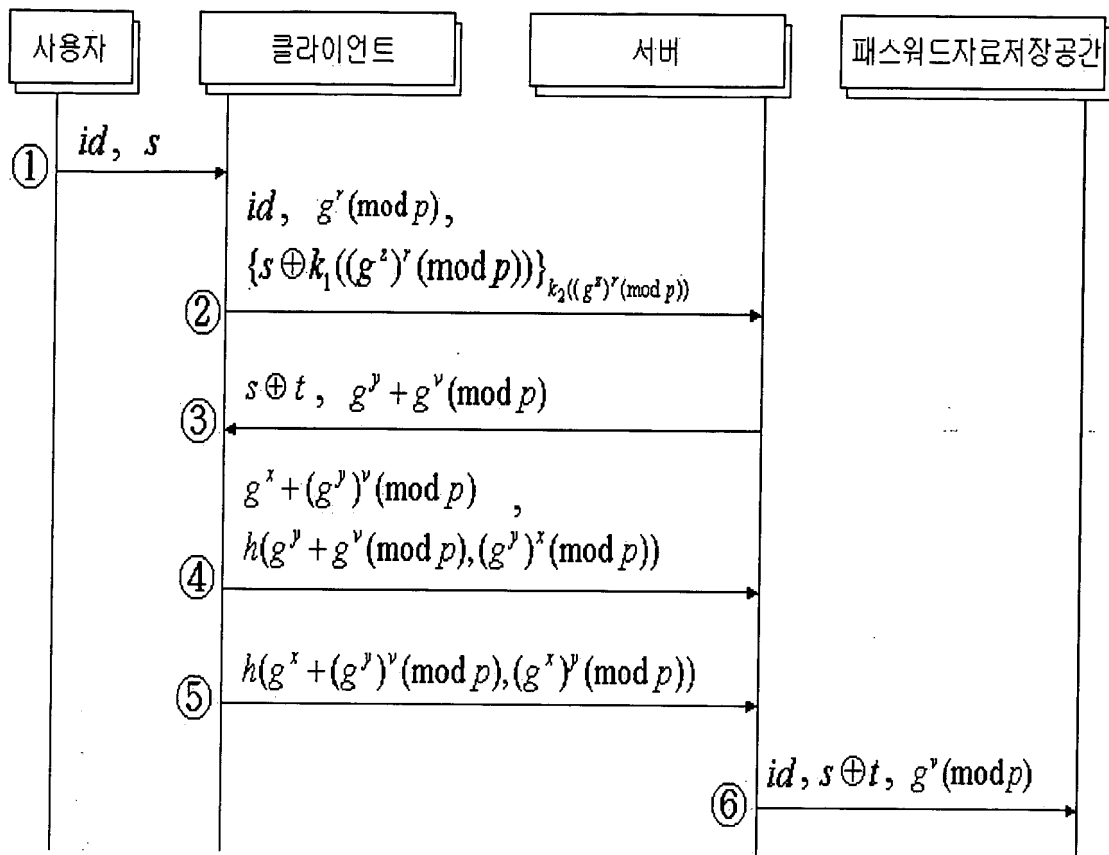 사용자
클라이언트
서버
패스워드자료저장공간
① id, s
id, g^r (mod p),
{s⊕k₁((g^z)^r (mod p))}_{k₂((g^z)^r (mod p))}
②
s⊕t, g^y + g^v (mod p)
③
g^x + (g^y)^v (mod p) ,
h(g^y + g^v (mod p),(g^y)^x (mod p))
④
h(g^x + (g^y)^v (mod p),(g^x)^y (mod p))
⑤
id, s⊕t, g^v (mod p)
⑥